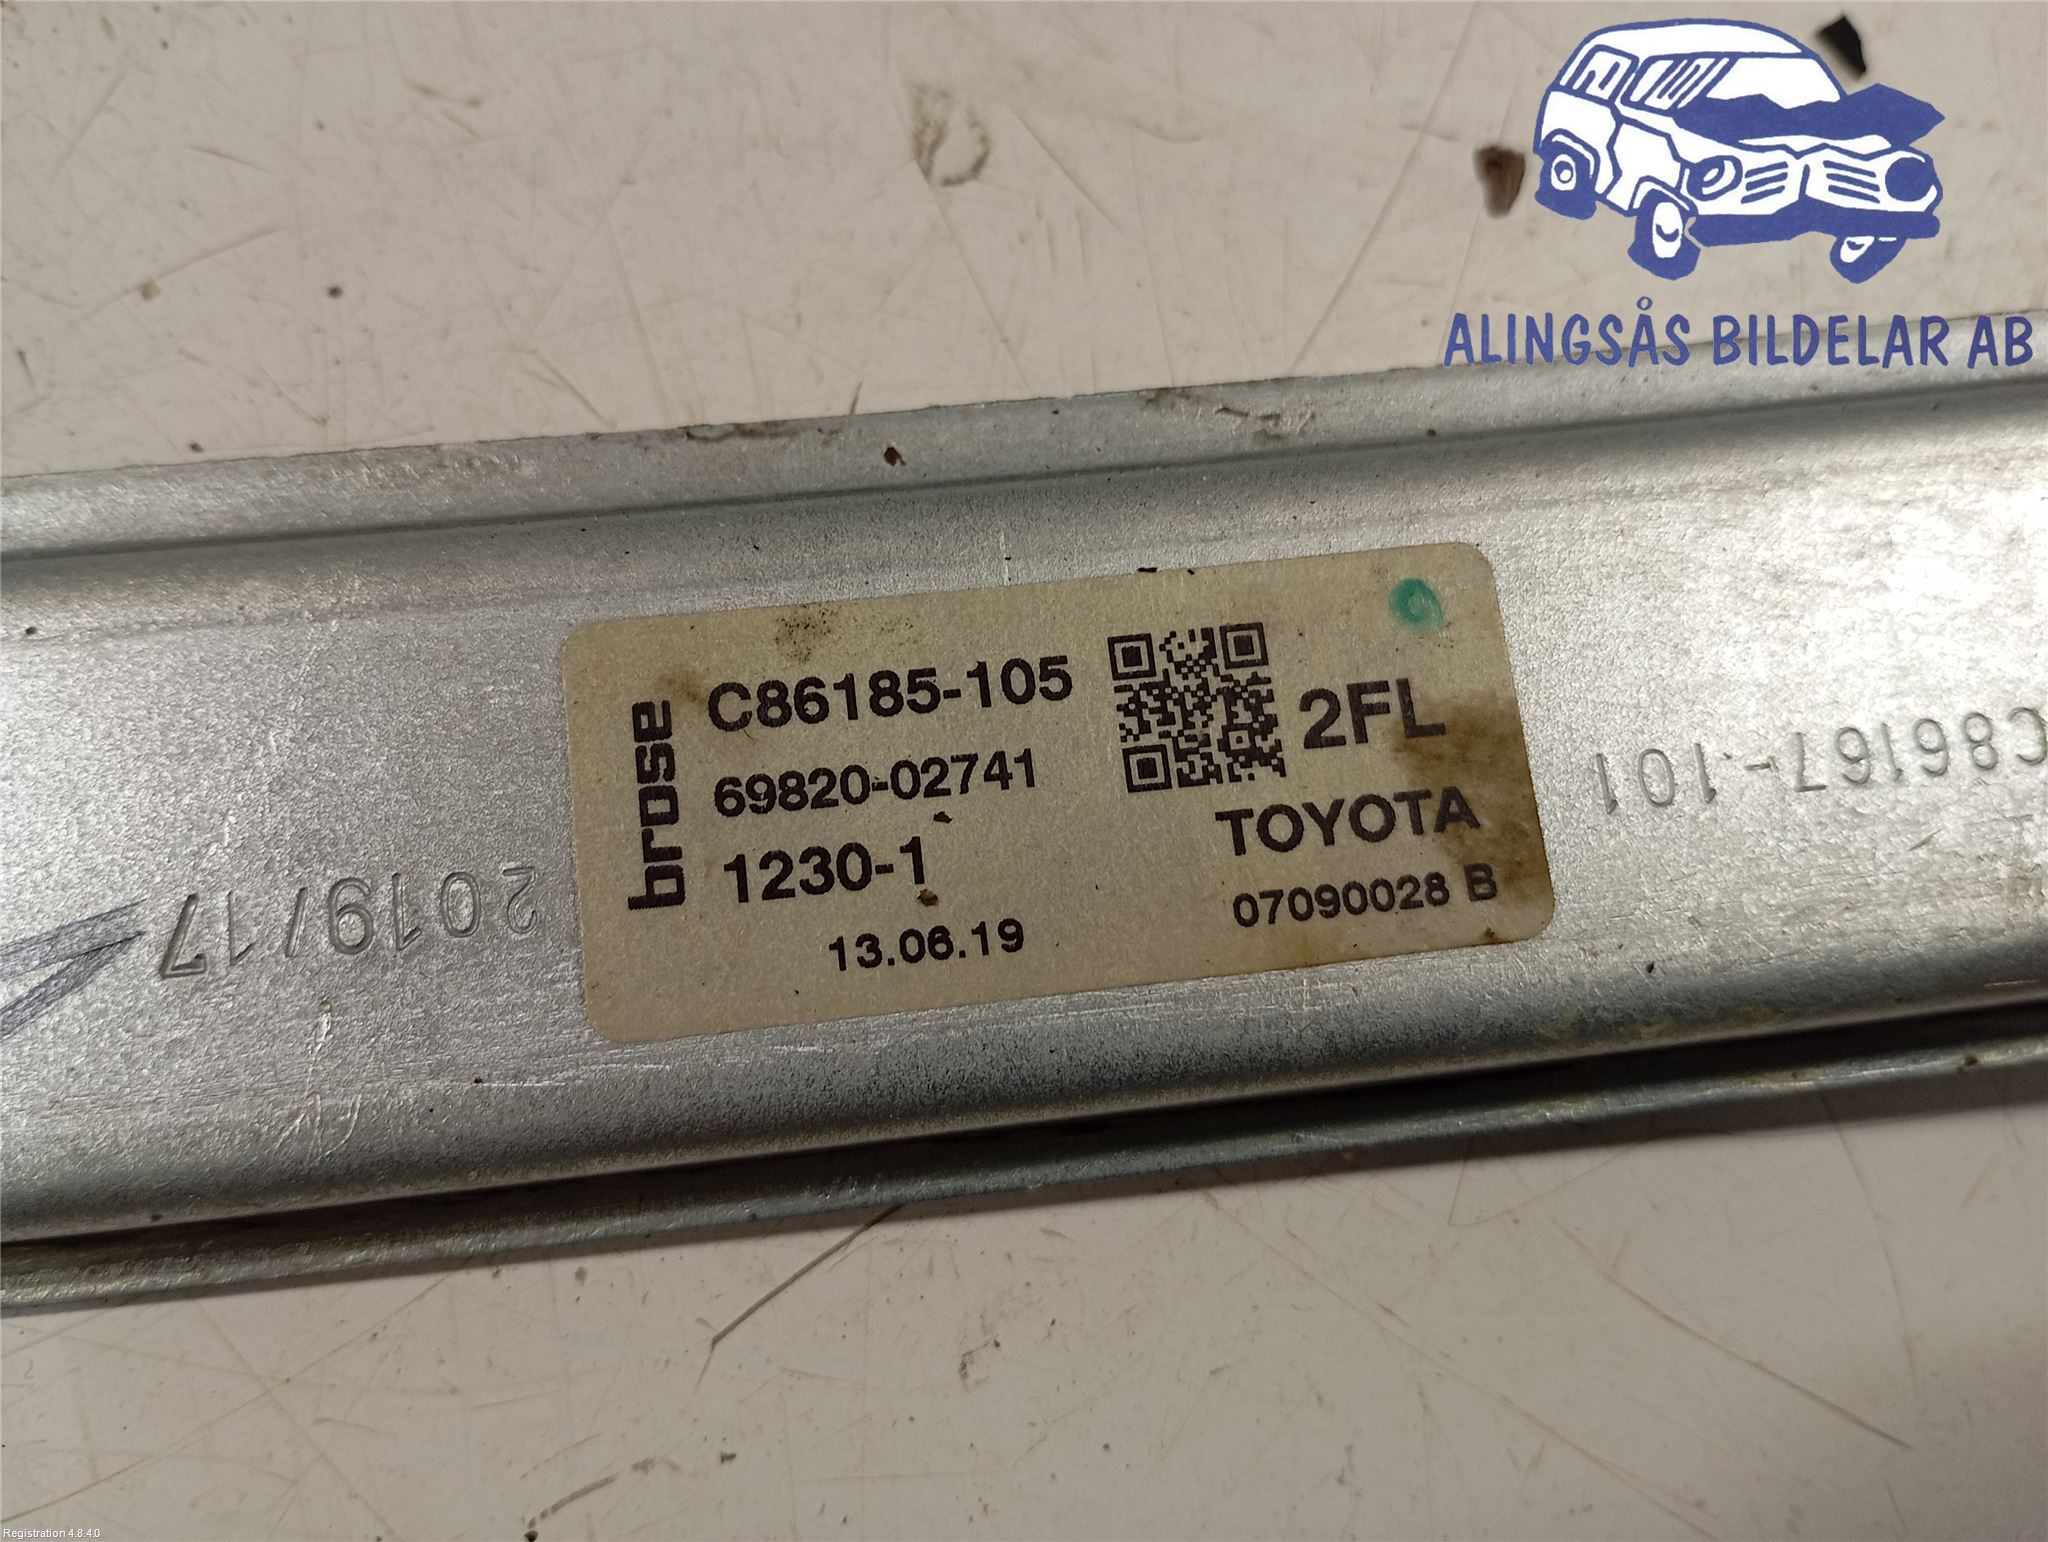 ALINGSÅS BILDELAR AB
brose
C86185-105
69820-02741
1230-1
13.06.19
2FL
TOYOTA
07090028 B
C86167-101
2019/17
Registration 4.8.4.0